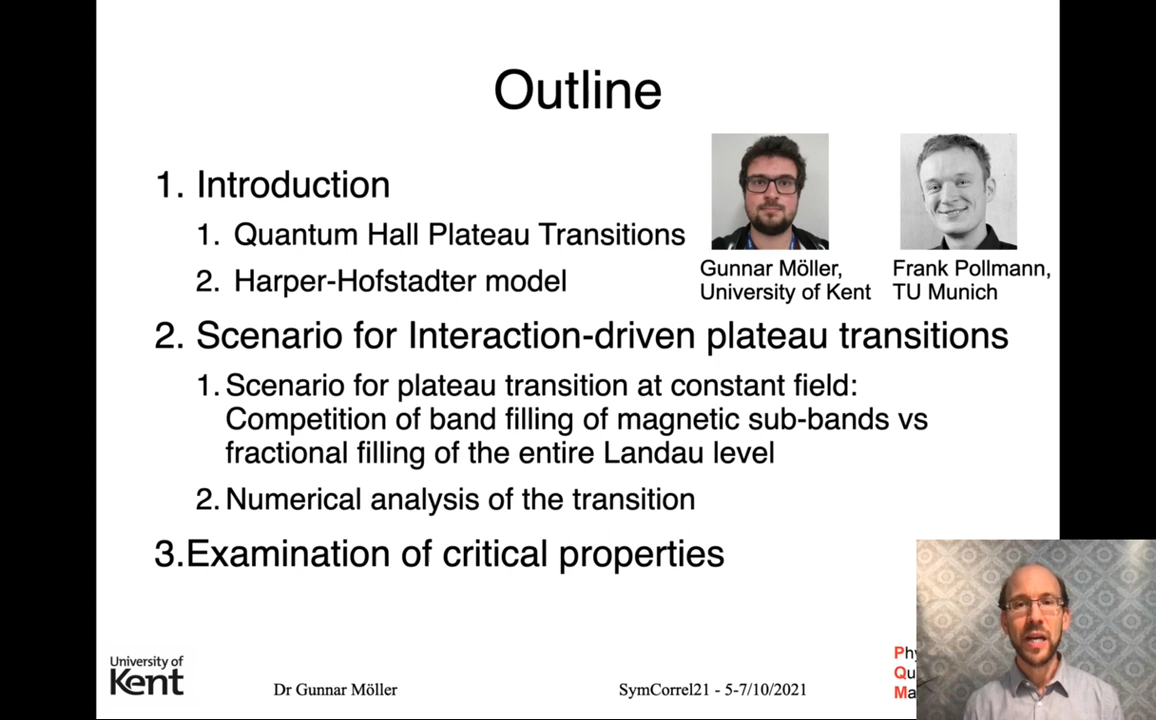 Outline
1. Introduction
1. Quantum Hall Plateau Transitions
2. Harper-Hofstadter model
Gunnar Möller,
University of Kent
Frank Pollmann,
TU Munich
2. Scenario for Interaction-driven plateau transitions
1. Scenario for plateau transition at constant field:
Competition of band filling of magnetic sub-bands vs
fractional filling of the entire Landau level
2. Numerical analysis of the transition
3.Examination of critical properties
University of
Kent
Dr Gunnar Möller
SymCorrel21 - 5-7/10/2021